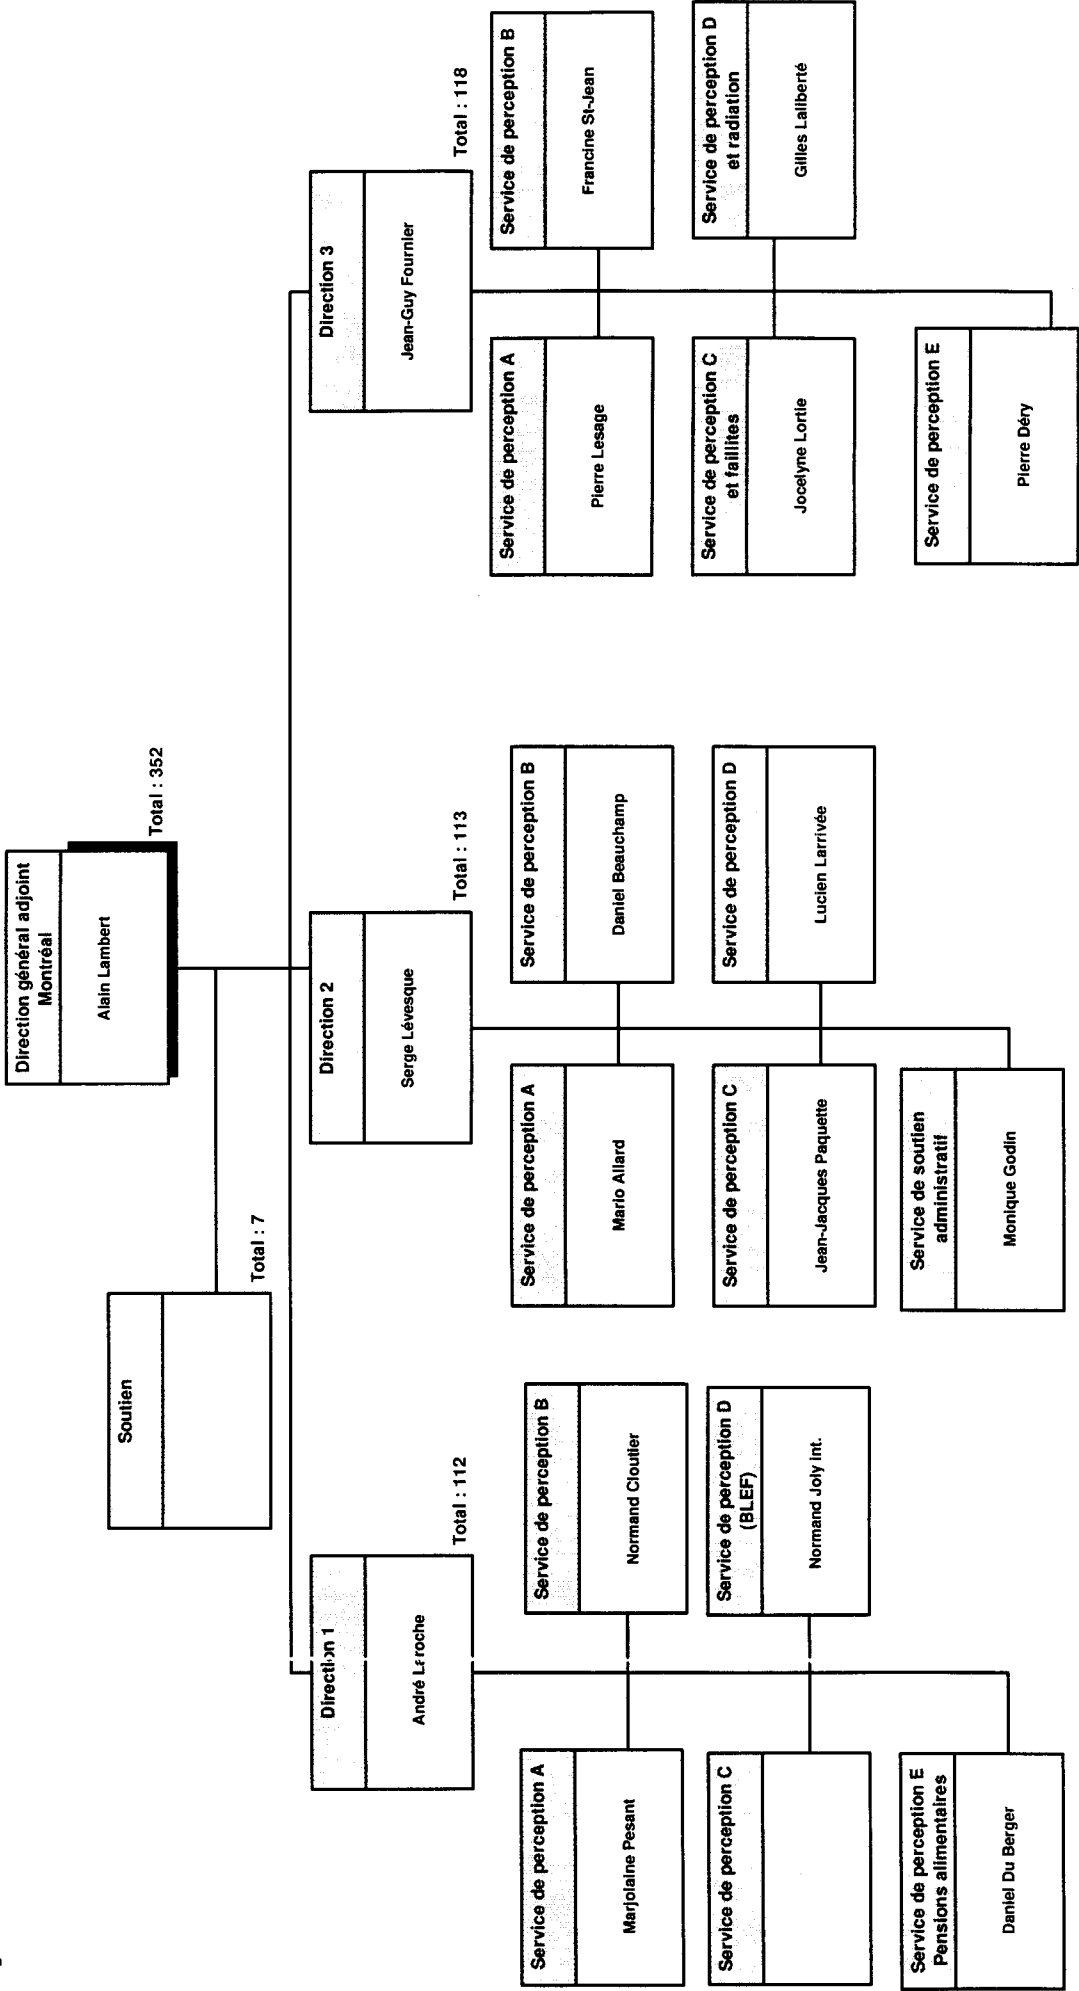 Direction général adjoint
Montréal
Alain Lambert
Total : 352
Soutien
Total : 7
Direction 1
André Laroche
Total : 112
Direction 2
Serge Lévesque
Total : 113
Direction 3
Jean-Guy Fournier
Total : 118
Service de perception A
Marjolaine Pesant
Service de perception B
Normand Cloutier
Service de perception C
Service de perception D
(BLEF)
Normand Joly int.
Service de perception E
Pensions alimentaires
Daniel Du Berger
Service de perception A
Mario Allard
Service de perception B
Daniel Beauchamp
Service de perception C
Jean-Jacques Paquette
Service de perception D
Lucien Larrivée
Service de soutien
administratif
Monique Godin
Service de perception A
Pierre Lesage
Service de perception B
Francine St-Jean
Service de perception C
et faillites
Jocelyne Lortie
Service de perception D
et radiation
Gilles Laliberté
Service de perception E
Pierre Déry